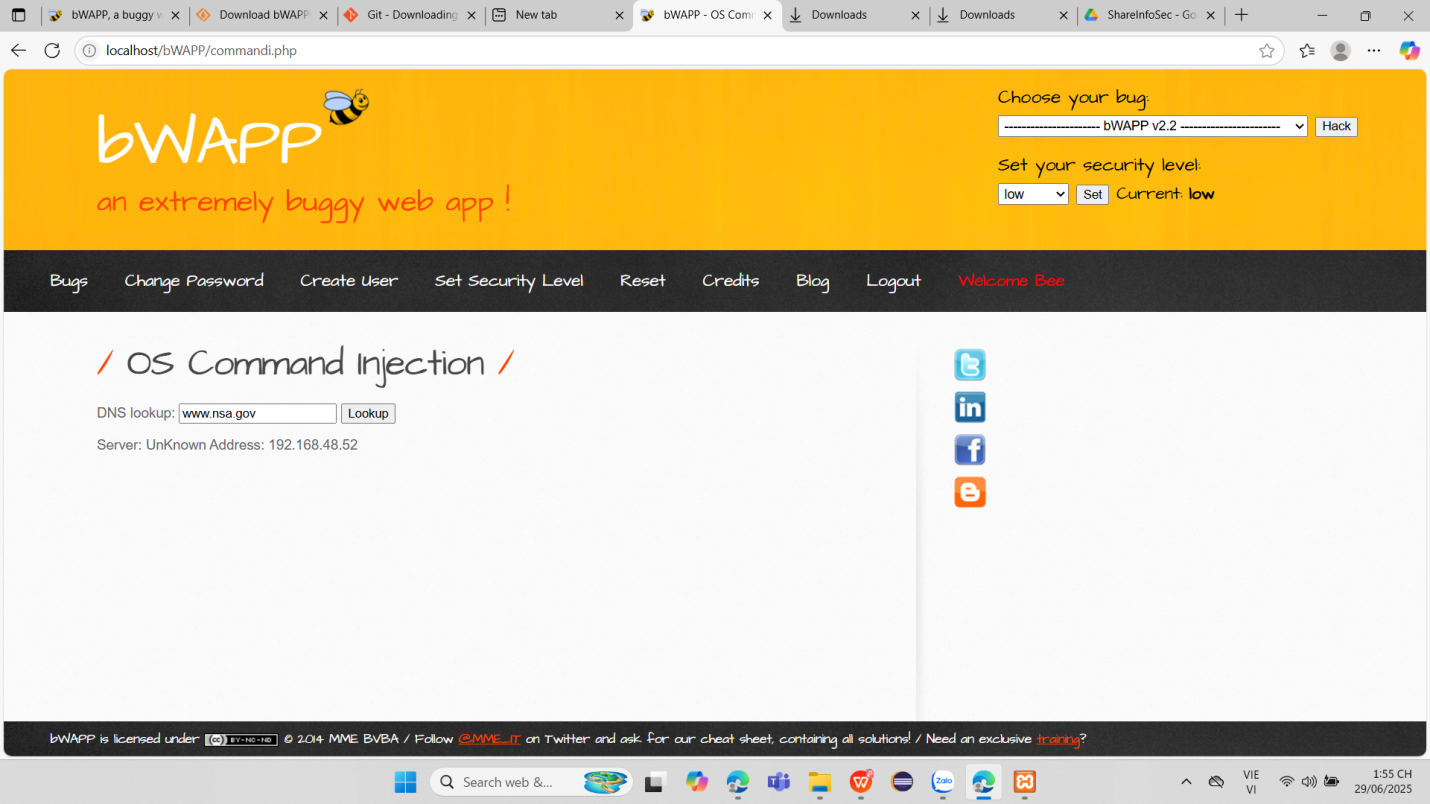 bWAPP, a buggy w
Download bWAPP
Git - Downloading
New tab
bWAPP - OS Com
Downloads
Downloads
ShareInfoSec - Go
localhost/bWAPP/commandi.php
bWAPP
an extremely buggy web app !
Choose your bug:
---------------------- bWAPP v2.2 -----------------------
Hack
Set your security level:
low
Set
Current: low
Bugs
Change Password
Create User
Set Security Level
Reset
Credits
Blog
Logout
Welcome Bee
/ OS Command Injection /
DNS lookup: www.nsa.gov Lookup
Server: UnKnown Address: 192.168.48.52
bWAPP is licensed under (cc) BY-NC-ND © 2014 MME BVBA / Follow @MME_IT on Twitter and ask for our cheat sheet, containing all solutions! / Need an exclusive training?
Search web &...
Zalo
VIE
VI
1:55 CH
29/06/2025